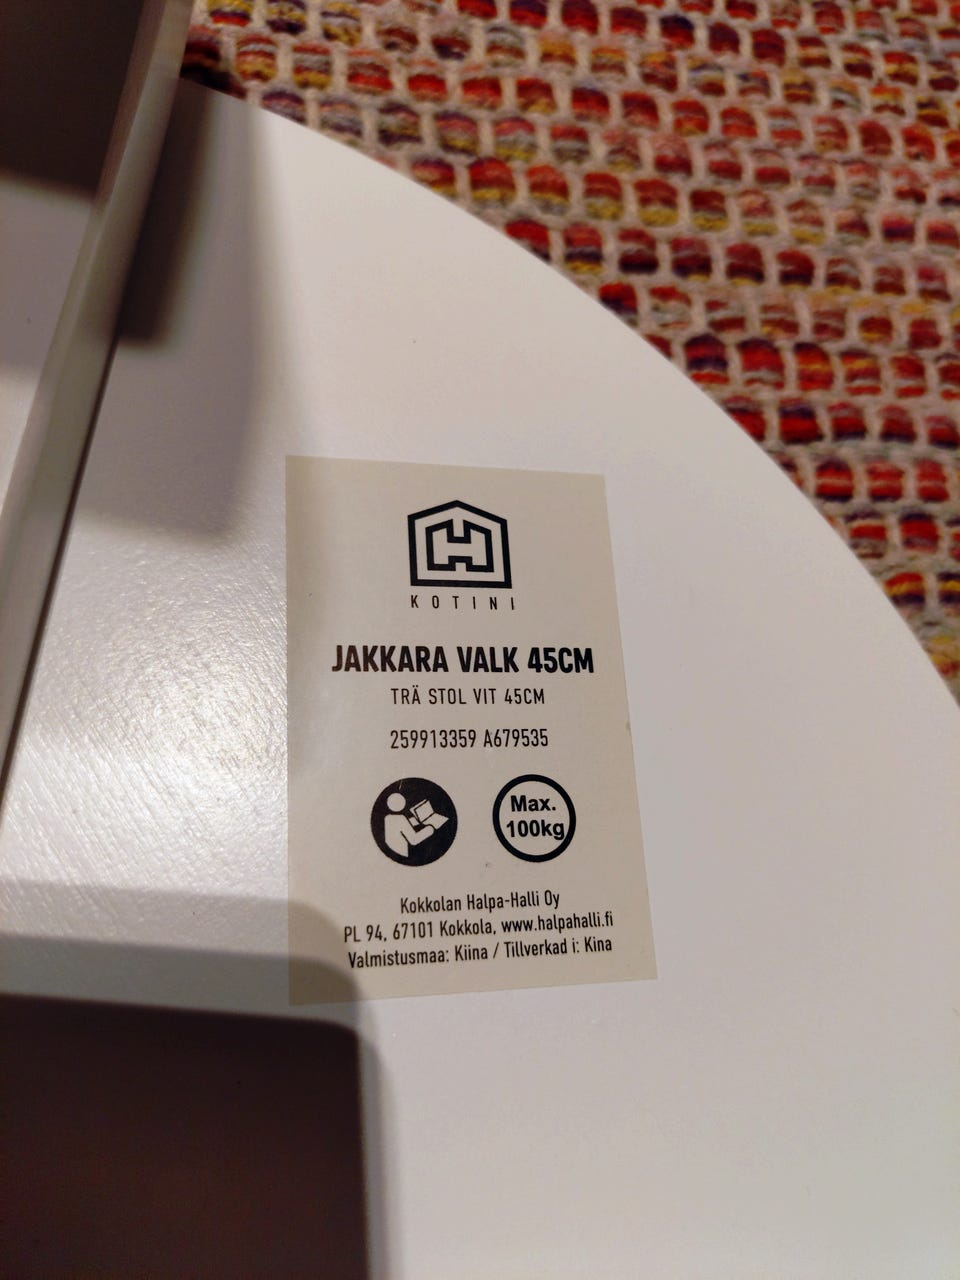 KOTINI
JAKKARA VALK 45CM
TRÄ STOL VIT 45CM
259913359 A679535
Max.
100kg
Kokkolan Halpa-Halli Oy
PL 94, 67101 Kokkola, www.halpahalli.fi
Valmistusmaa: Kiina / Tillverkad i: Kina